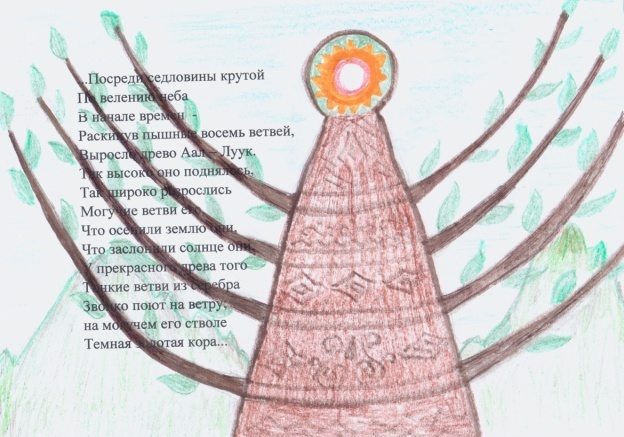 ...Посреди седловины крутой
По велению неба
В начале времен -
Раскинув пышные восемь ветвей,
Выросло древо Аал – Луук.
Так высоко оно поднялось,
Так широко разрослись
Могучие ветви его,
Что осенили землю они,
Что заслонили солнце они,
У прекрасного древа того
Тонкие ветви из серебра
Звонко поют на ветру,
на могучем его стволе
Темная золотая кора...